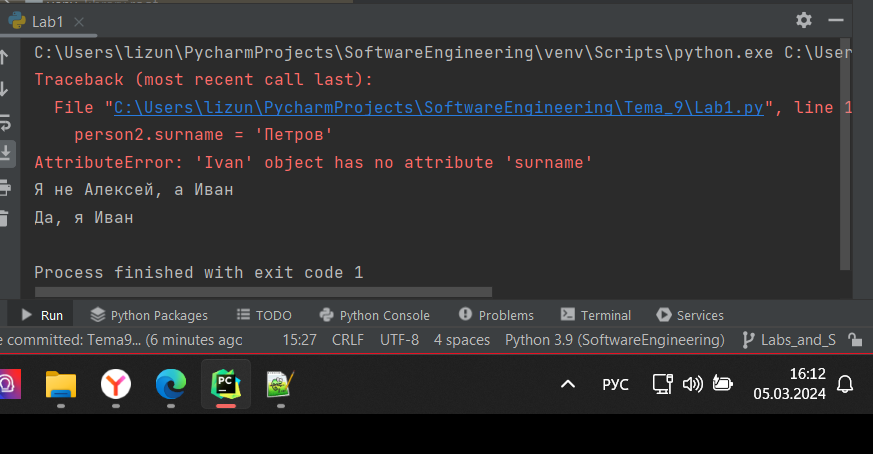 Lab1
C:\Users\lizun\PycharmProjects\SoftwareEngineering\venv\Scripts\python.exe C:\User
Traceback (most recent call last):
File "C:\Users\lizun\PycharmProjects\SoftwareEngineering\Tema_9\Lab1.py", line 1
person2.surname = 'Петров'
AttributeError: 'Ivan' object has no attribute 'surname'
Я не Алексей, а Иван
Да, я Иван
Process finished with exit code 1
Run Python Packages TODO Python Console Problems Terminal Services
committed: Tema9... (6 minutes agc 15:27 CRLF UTF-8 4 spaces Python 3.9 (SoftwareEngineering) Labs_and_S
PC РУС 16:12
05.03.2024